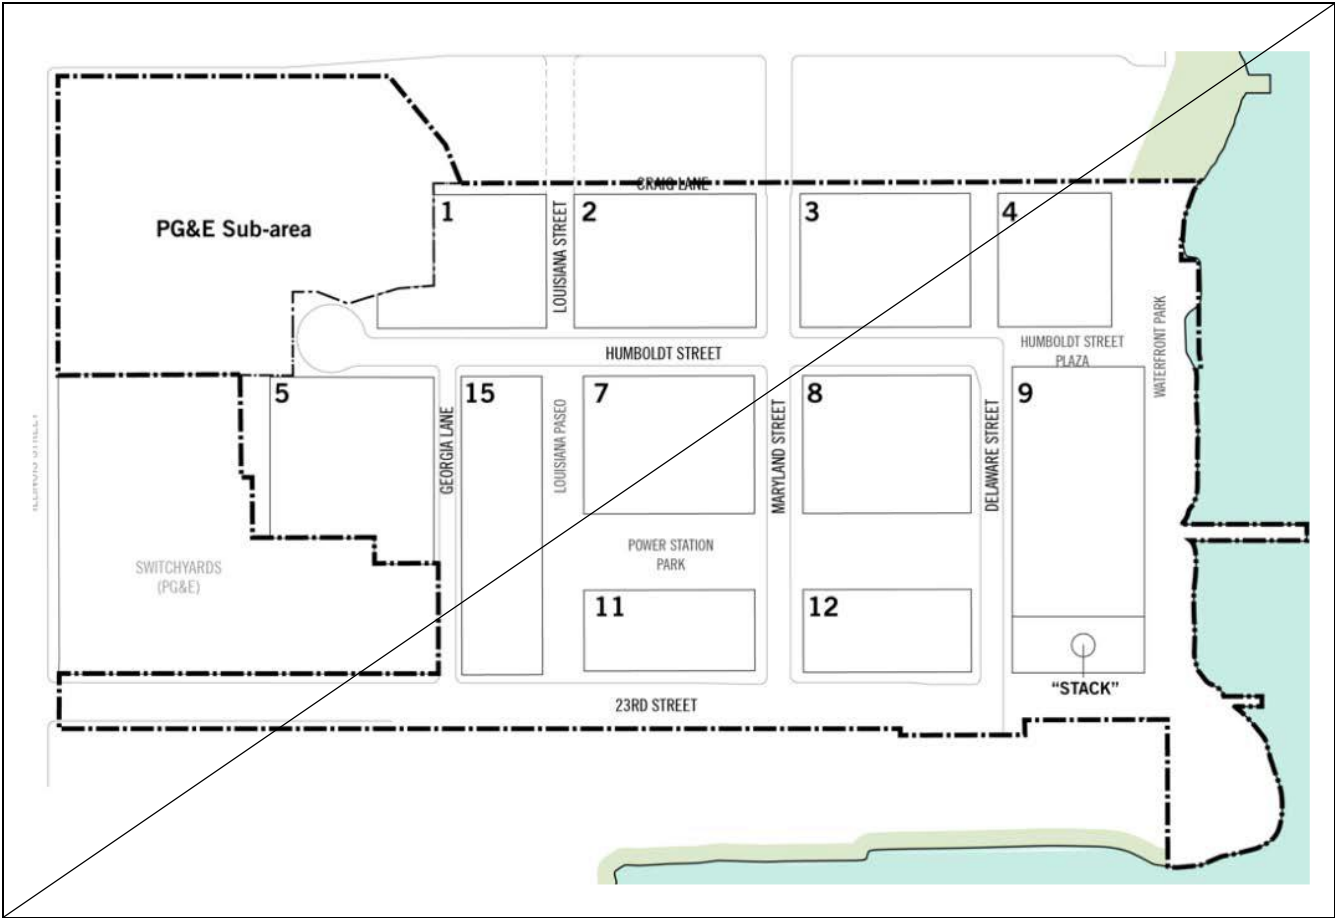 CRAIG LANE
1
2
3
4
PG&E Sub-area
LOUISIANA STREET
WATERFRONT PARK
HUMBOLDT STREET
HUMBOLDT STREET
PLAZA
5
15
7
8
9
GEORGIA LANE
LOUISIANA PASEO
MARYLAND STREET
DELAWARE STREET
ILLINOIS STREET
POWER STATION
PARK
SWITCHYARDS
(PG&E)
11
12
"STACK"
23RD STREET